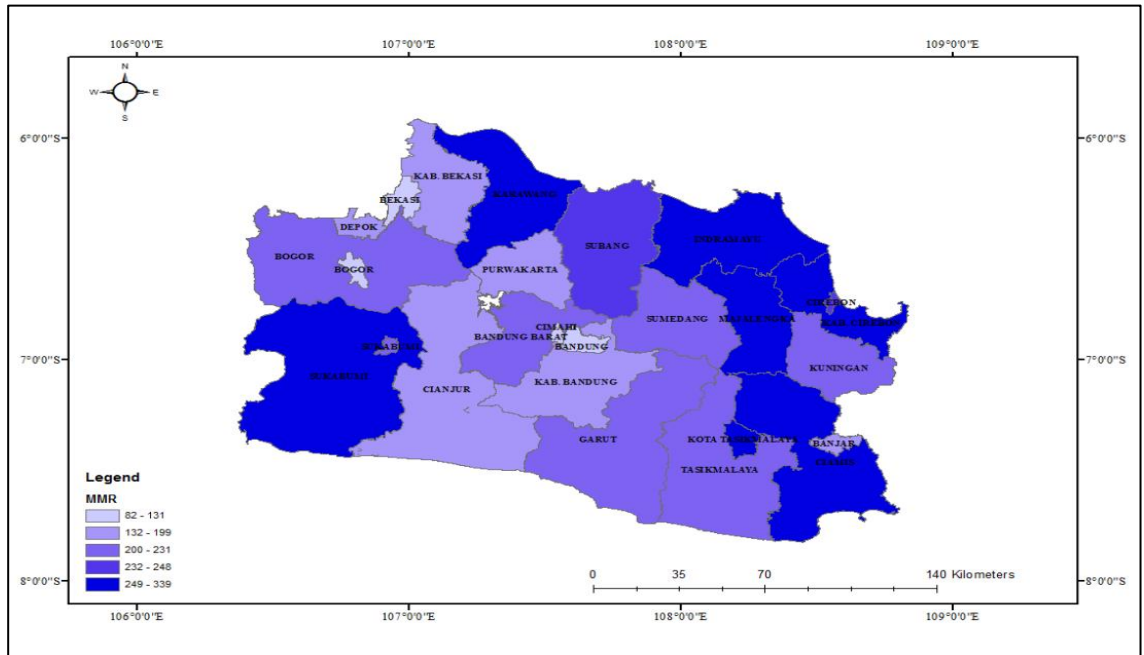 106°0'0"E 107°0'0"E 108°0'0"E 109°0'0"E
N
W E
S
6°0'0"S 6°0'0"S
KAB. BEKASI
KARAWANG
BEKASI
DEPOK
SUBANG
INDRAMAYU
BOGOR
BOGOR
PURWAKARTA
CIREBON
SUMEDANG
MAJALENGKA
KAB. CIREBON
CIMAHI
BANDUNG BARAT
BANDUNG
SUKABUMI
7°0'0"S 7°0'0"S
KUNINGAN
SUKABUMI
CIANJUR
KAB. BANDUNG
GARUT
KOTA TASIKMALAYA
BANJAR
CIAMIS
TASIKMALAYA
Legend
MMR
82 - 131
132 - 199
200 - 231
232 - 248
249 - 339
0 35 70 140 Kilometers
8°0'0"S 8°0'0"S
106°0'0"E 107°0'0"E 108°0'0"E 109°0'0"E